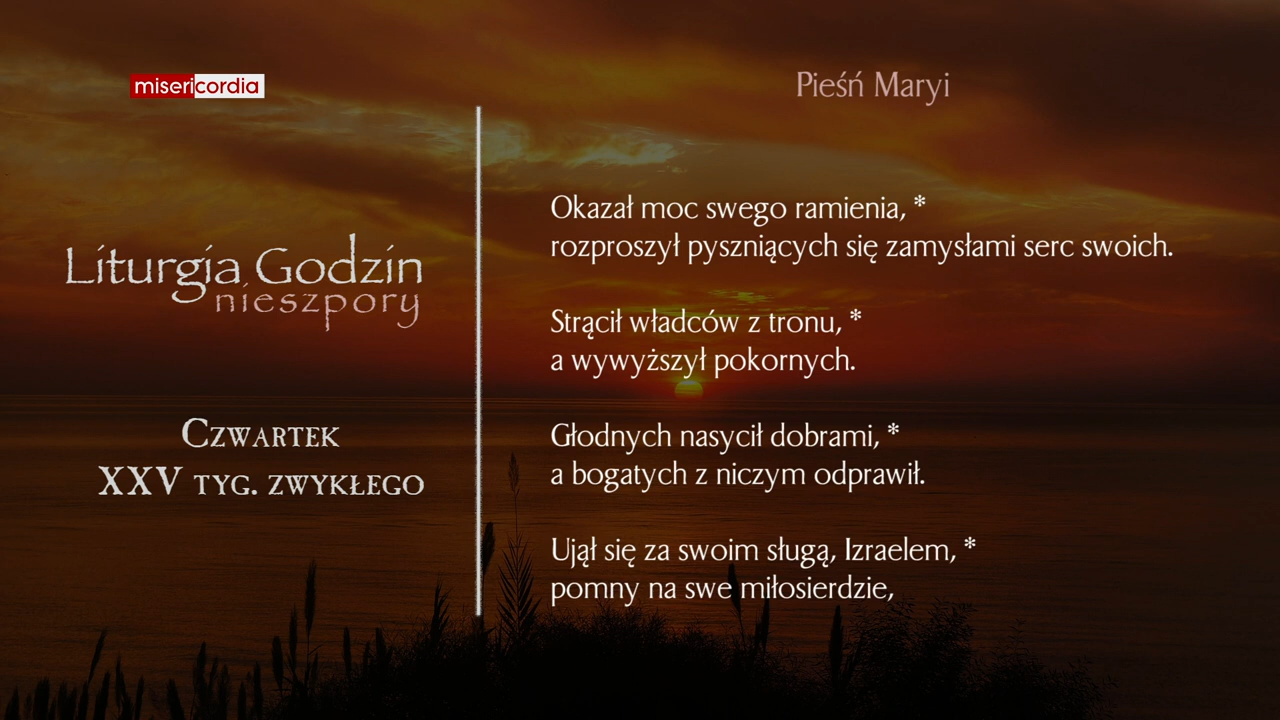 misericordia
Liturgia Godzin
nieszpory
Czwartek
XXV tyg. zwykłego
Pieśń Maryi
Okazał moc swego ramienia, *
rozproszył pyszniących się zamysłami serc swoich.
Strącił władców z tronu, *
a wywyższył pokornych.
Głodnych nasycił dobrami, *
a bogatych z niczym odprawił.
Ujął się za swoim sługą, Izraelem, *
pomny na swe miłosierdzie,